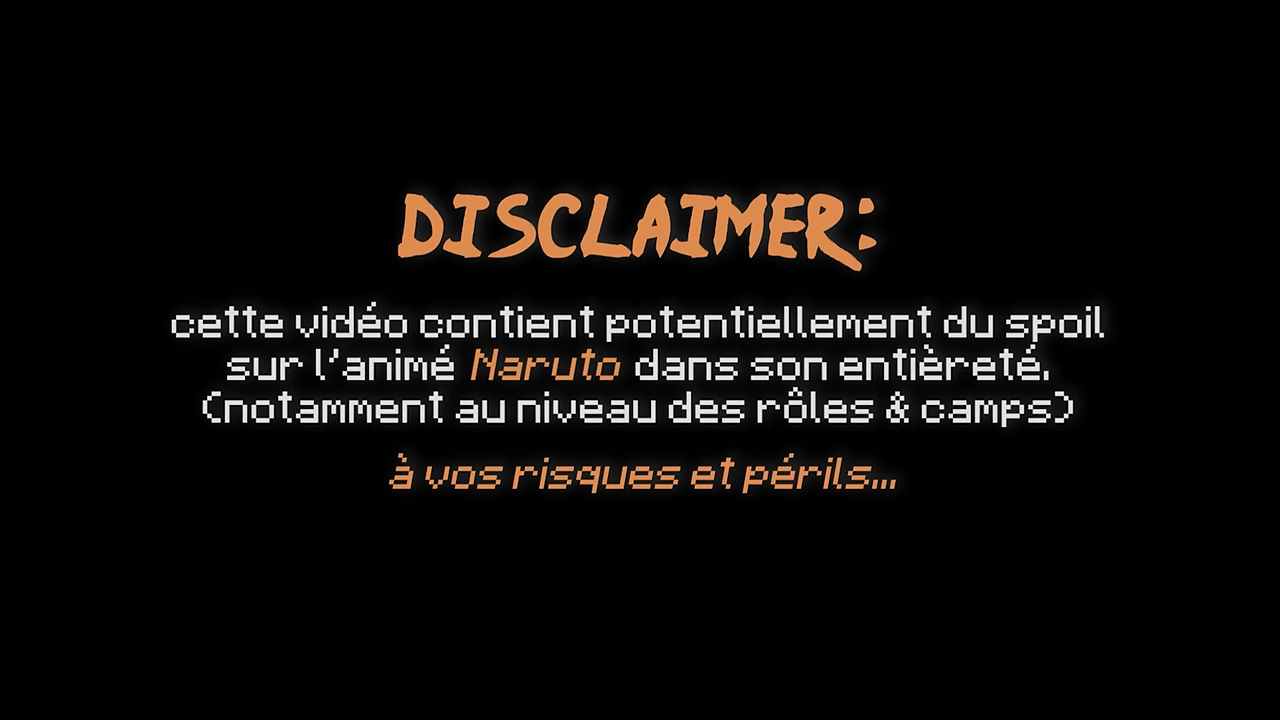 DISCLAIMER:
cette vidéo contient potentiellement du spoil
sur l'animé Naruto dans son entièreté.
(notamment au niveau des rôles & camps)
à vos risques et périls...